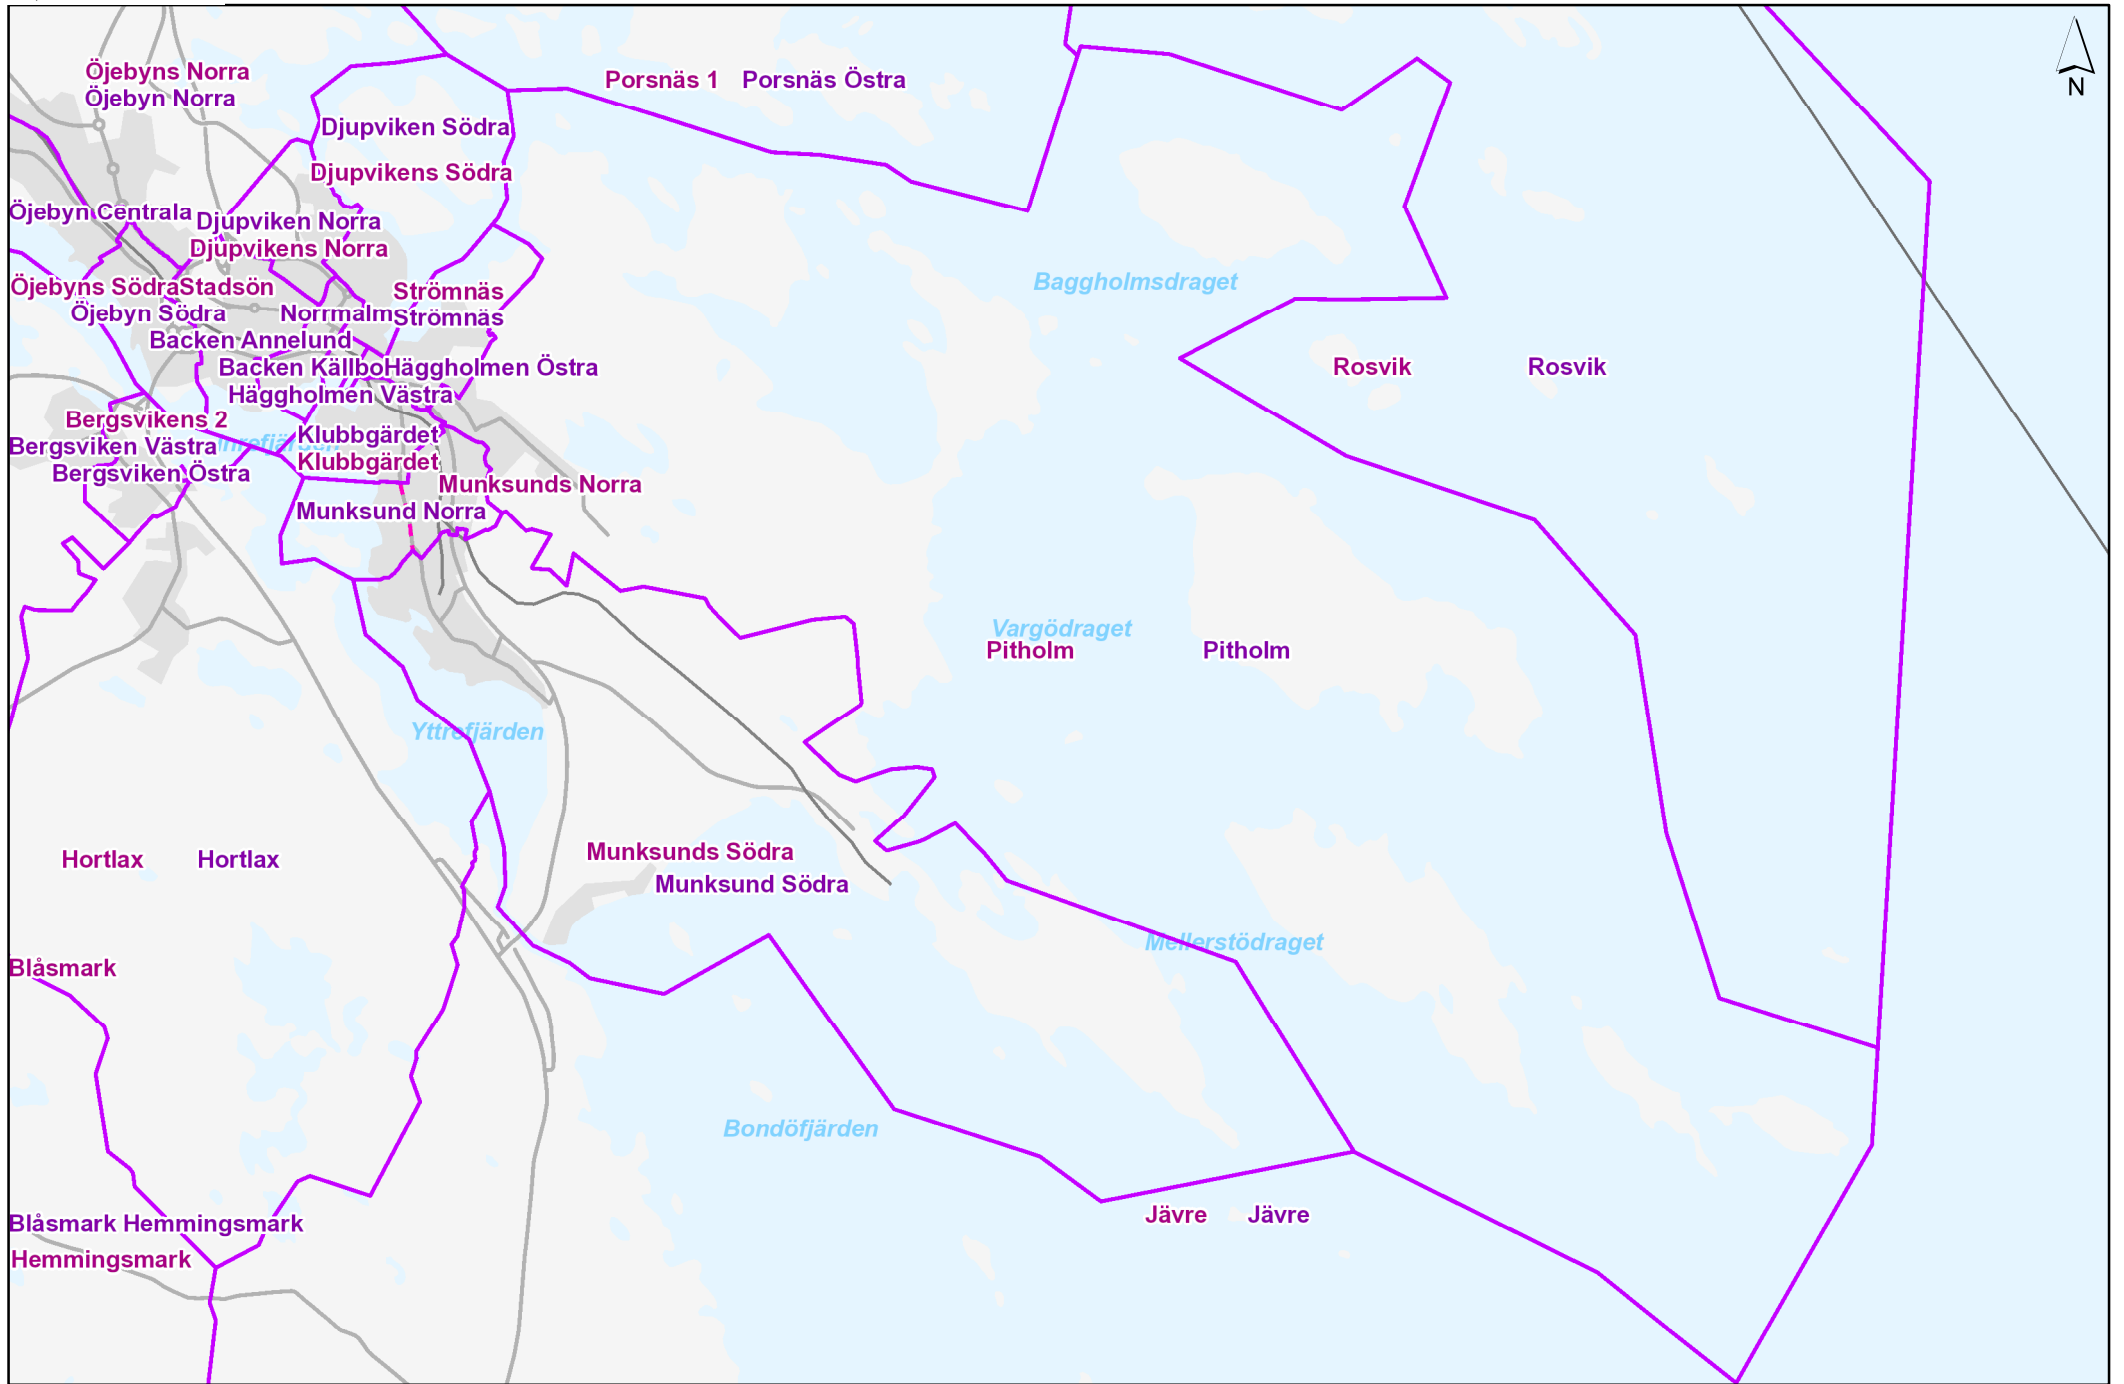 Öjebyns Norra
Öjebyn Norra
Porsnäs 1 Porsnäs Östra
N
Djupviken Södra
Djupvikens Södra
Öjebyn Centrala
Djupviken Norra
Djupvikens Norra
Baggholmsdraget
Öjebyns Södra Stadsön
Strömnäs
Öjebyn Södra
Norrmalm
Strömnäs
Backen Annelund
Backen Källbo
Häggholmen Östra
Rosvik Rosvik
Häggholmen Västra
Bergsvikens 2
Klubbgärdet
Bergsviken Västra
Klubbgärdet
Bergsviken Östra
Munksunds Norra
Munksund Norra
Vargödraget
Pitholm Pitholm
Yttrefjärden
Munksunds Södra
Hortlax Hortlax
Munksund Södra
Mellerstödraget
Blåsmark
Bondöfjärden
Jävre Jävre
Blåsmark Hemmingsmark
Hemmingsmark